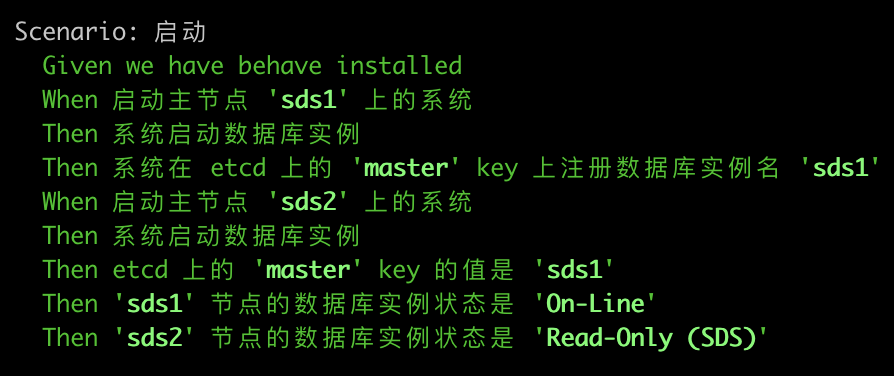 Scenario: 启动
Given we have behave installed
When 启动主节点 'sds1' 上的系统
Then 系统启动数据库实例
Then 系统在 etcd 上的 'master' key 上注册数据库实例名 'sds1'
When 启动主节点 'sds2' 上的系统
Then 系统启动数据库实例
Then etcd 上的 'master' key 的值是 'sds1'
Then 'sds1' 节点的数据库实例状态是 'On-Line'
Then 'sds2' 节点的数据库实例状态是 'Read-Only (SDS)'